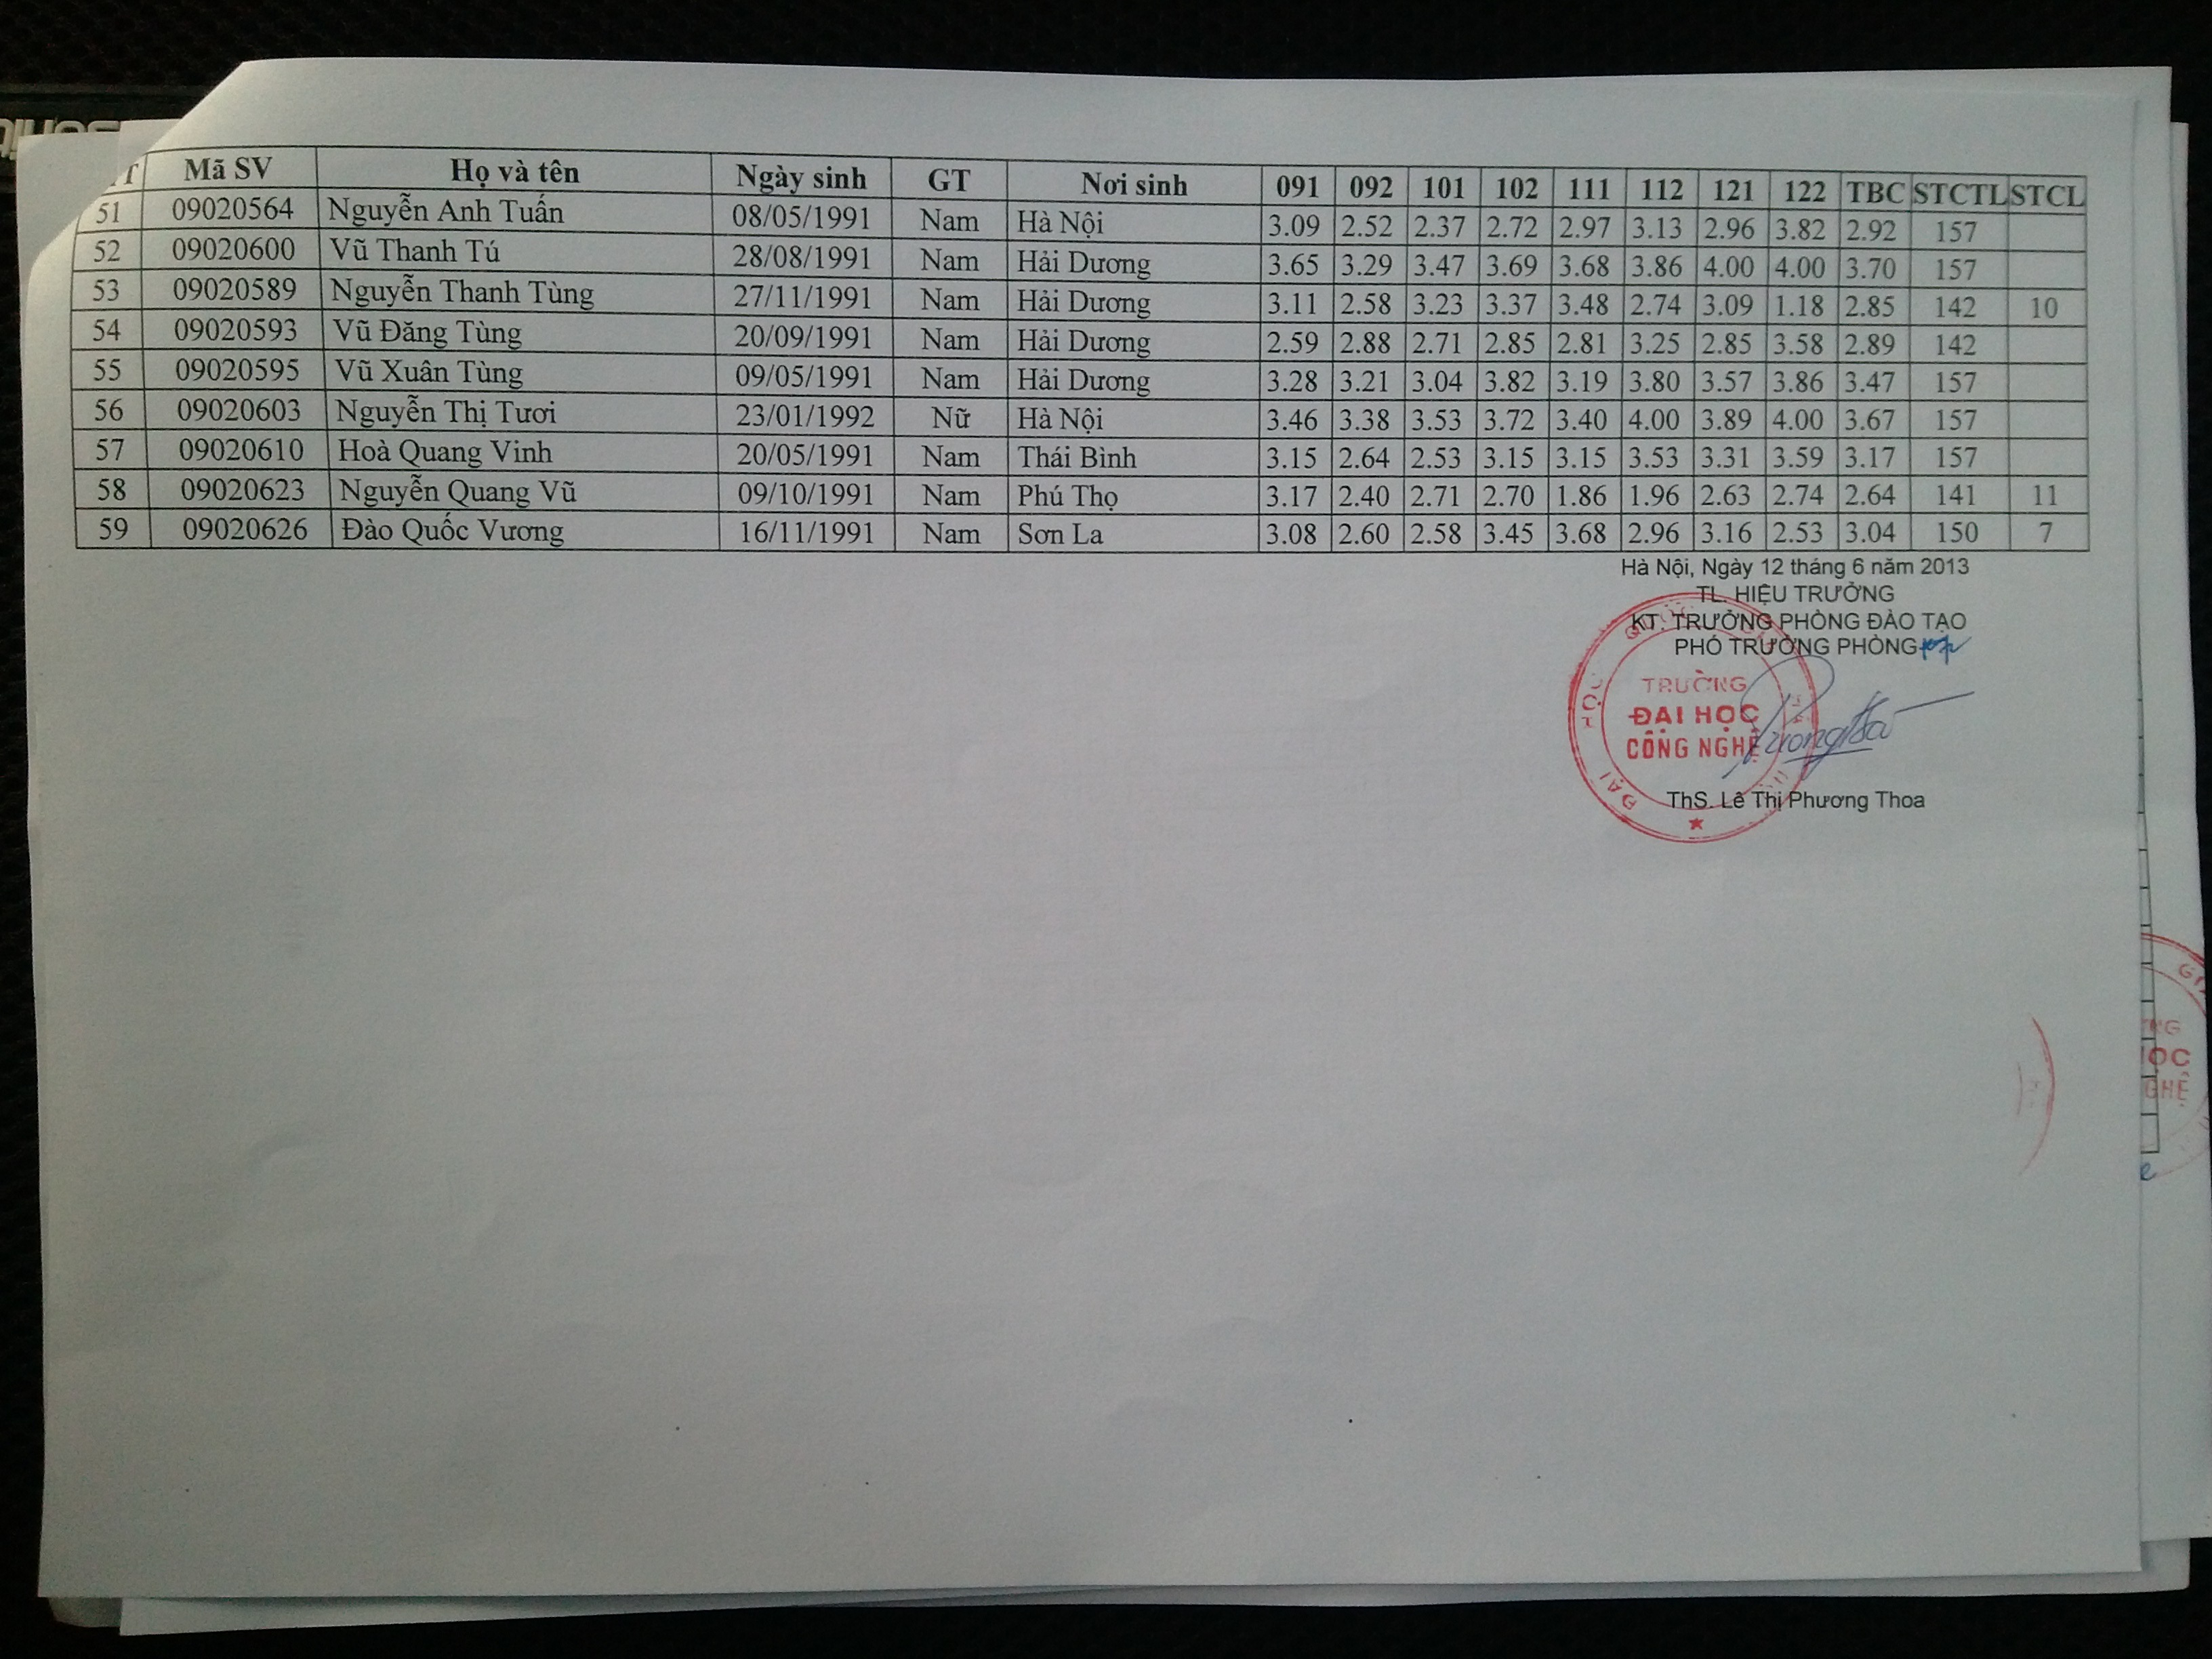 Mã SV Họ và tên Ngày sinh GT Nơi sinh 091 092 101 102 111 112 121 122 TBC STCTL STCL
51 09020564 Nguyễn Anh Tuấn 08/05/1991 Nam Hà Nội 3.09 2.52 2.37 2.72 2.97 3.13 2.96 3.82 2.92 157
52 09020600 Vũ Thanh Tú 28/08/1991 Nam Hải Dương 3.65 3.29 3.47 3.69 3.68 3.86 4.00 4.00 3.70 157
53 09020589 Nguyễn Thanh Tùng 27/11/1991 Nam Hải Dương 3.11 2.58 3.23 3.37 3.48 2.74 3.09 1.18 2.85 142 10
54 09020593 Vũ Đăng Tùng 20/09/1991 Nam Hải Dương 2.59 2.88 2.71 2.85 2.81 3.25 2.85 3.58 2.89 142
55 09020595 Vũ Xuân Tùng 09/05/1991 Nam Hải Dương 3.28 3.21 3.04 3.82 3.19 3.80 3.57 3.86 3.47 157
56 09020603 Nguyễn Thị Tươi 23/01/1992 Nữ Hà Nội 3.46 3.38 3.53 3.72 3.40 4.00 3.89 4.00 3.67 157
57 09020610 Hoà Quang Vinh 20/05/1991 Nam Thái Bình 3.15 2.64 2.53 3.15 3.15 3.53 3.31 3.59 3.17 157
58 09020623 Nguyễn Quang Vũ 09/10/1991 Nam Phú Thọ 3.17 2.40 2.71 2.70 1.86 1.96 2.63 2.74 2.64 141 11
59 09020626 Đào Quốc Vương 16/11/1991 Nam Sơn La 3.08 2.60 2.58 3.45 3.68 2.96 3.16 2.53 3.04 150 7
Hà Nội, Ngày 12 tháng 6 năm 2013
TL. HIỆU TRƯỞNG
KT. TRƯỞNG PHÒNG ĐÀO TẠO
PHÓ TRƯỞNG PHÒNG
TRƯỜNG
ĐẠI HỌC
CÔNG NGHỆ
ĐẠI HỌC
ThS. Lê Thị Phương Thoa